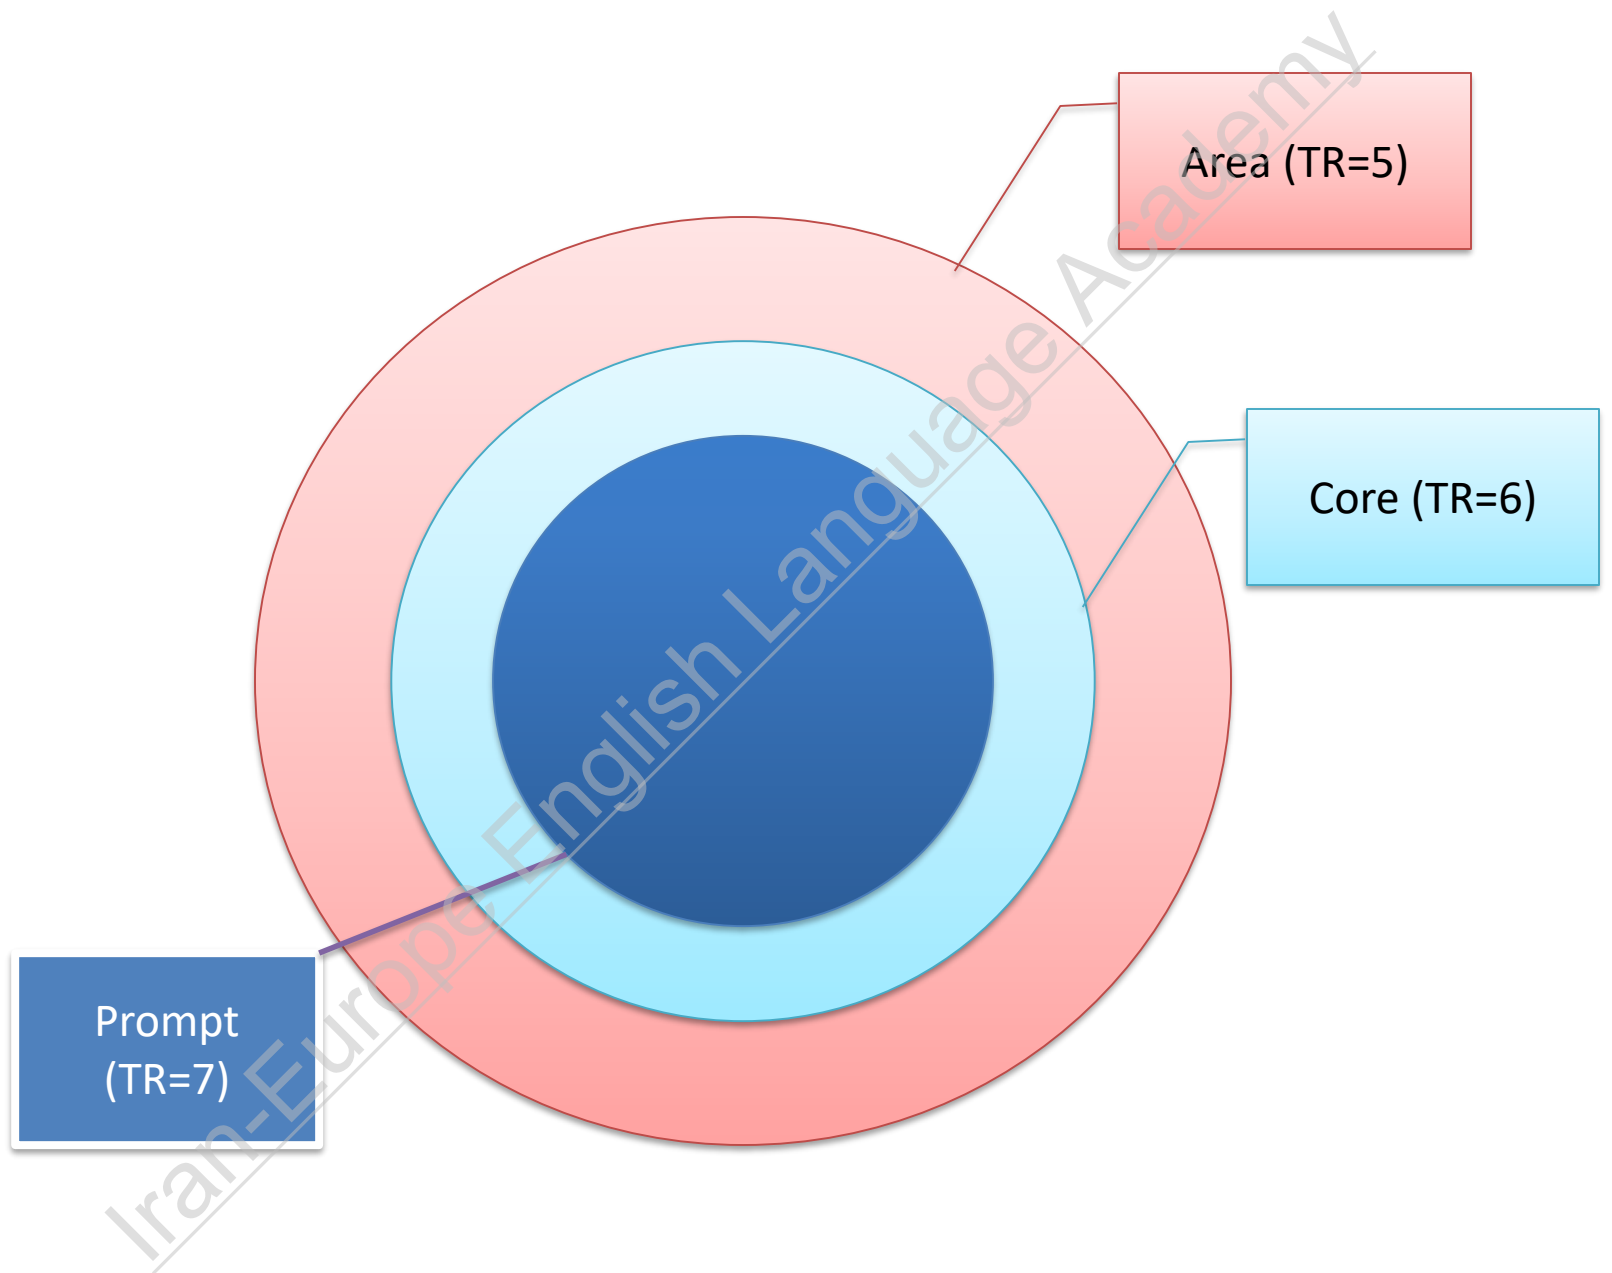 Area (TR=5)
Core (TR=6)
Prompt
(TR=7)
Iran-Europe English Language Academy